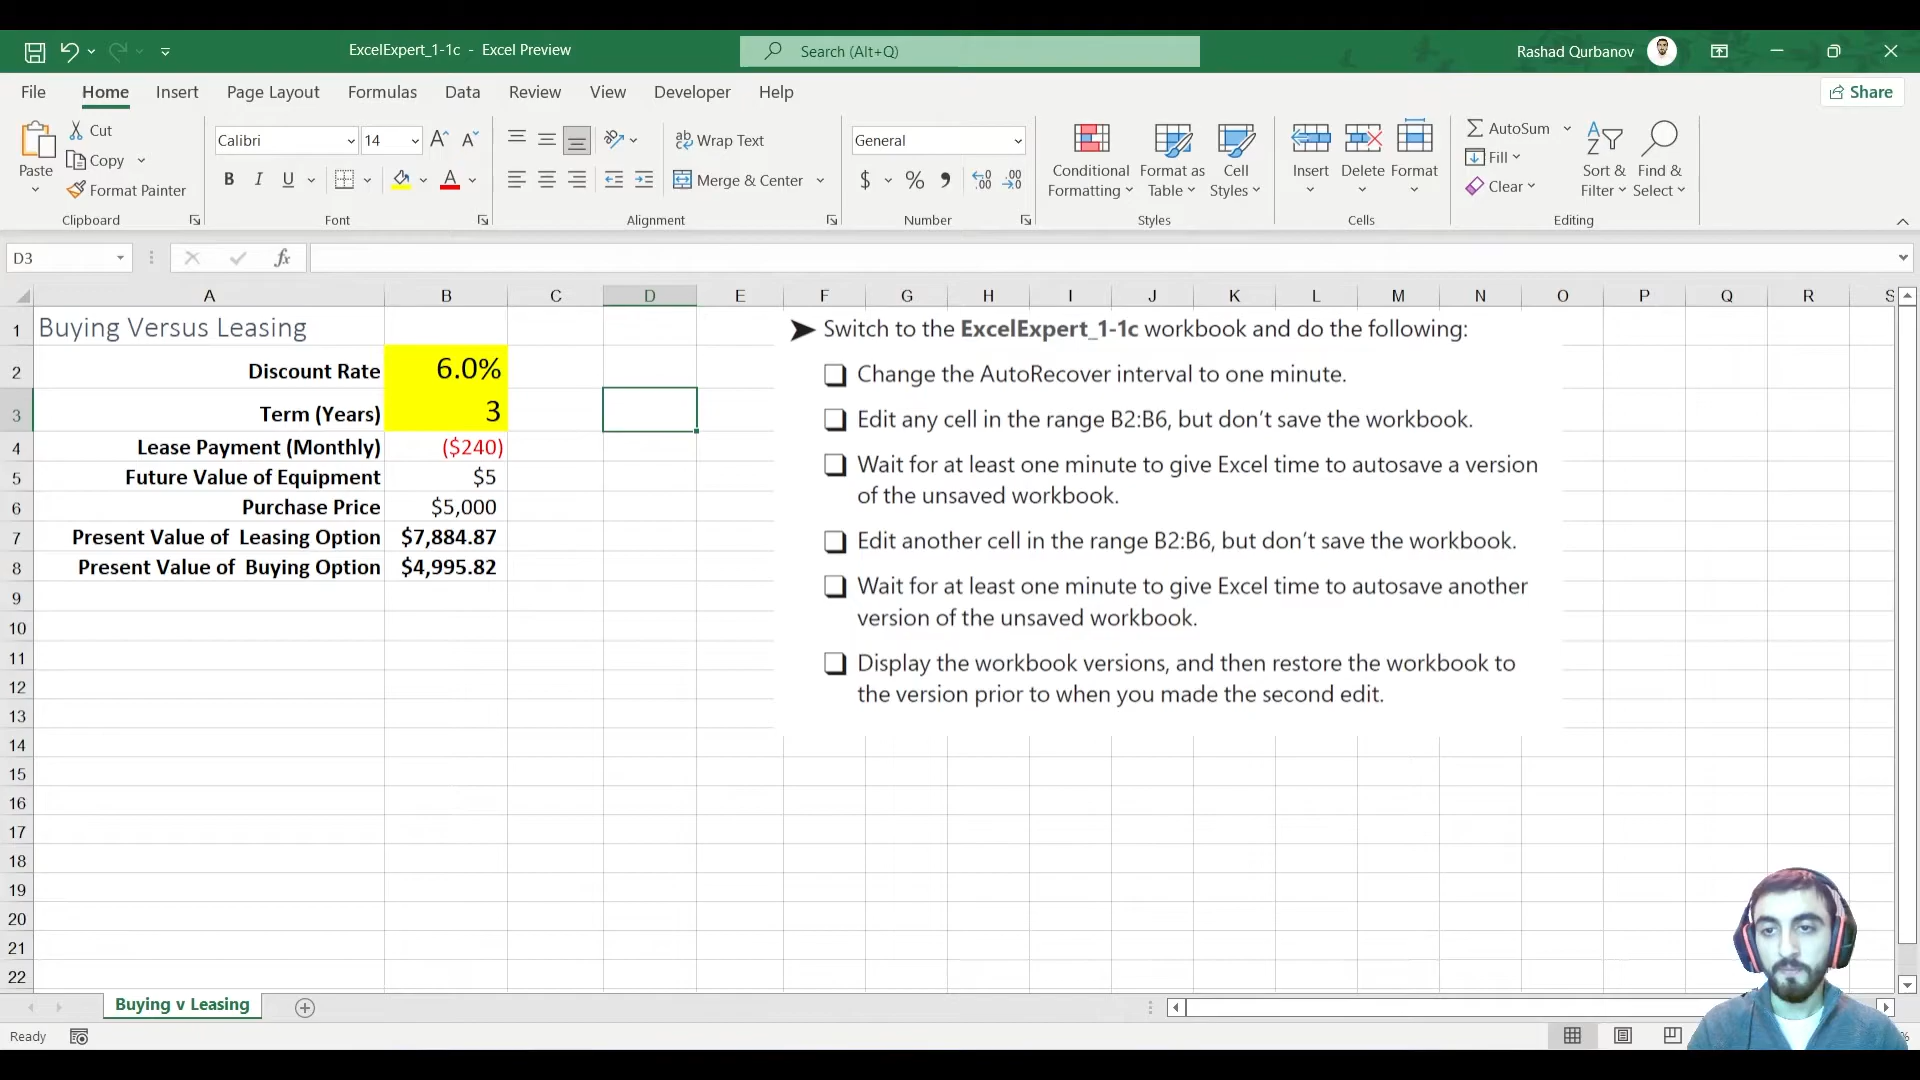 ExcelExpert_1-1c - Excel Preview
Search (Alt+Q)
Rashad Qurbanov
File Home Insert Page Layout Formulas Data Review View Developer Help
Share
Paste
Cut
Copy
Format Painter
Clipboard
Calibri 14
B I U
Font
Wrap Text
Merge & Center
Alignment
General
$ % ,
Number
Conditional Formatting
Format as Table
Cell Styles
Styles
Insert Delete Format
Cells
AutoSum
Fill
Clear
Sort & Filter
Find & Select
Editing
D3
fx
A B C D E F G H I J K L M N O P Q R S
1 Buying Versus Leasing
2 Discount Rate 6.0%
3 Term (Years) 3
4 Lease Payment (Monthly) ($240)
5 Future Value of Equipment $5
6 Purchase Price $5,000
7 Present Value of Leasing Option $7,884.87
8 Present Value of Buying Option $4,995.82
9
10
11
12
13
14
15
16
17
18
19
20
21
22
➤ Switch to the ExcelExpert_1-1c workbook and do the following:
❏ Change the AutoRecover interval to one minute.
❏ Edit any cell in the range B2:B6, but don't save the workbook.
❏ Wait for at least one minute to give Excel time to autosave a version
of the unsaved workbook.
❏ Edit another cell in the range B2:B6, but don't save the workbook.
❏ Wait for at least one minute to give Excel time to autosave another
version of the unsaved workbook.
❏ Display the workbook versions, and then restore the workbook to
the version prior to when you made the second edit.
Buying v Leasing
Ready